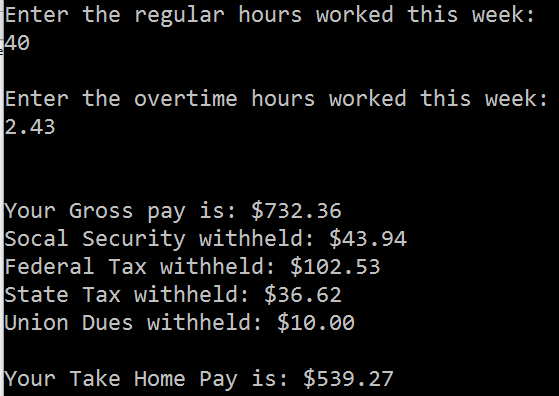 Enter the regular hours worked this week:
40
Enter the overtime hours worked this week:
2.43
Your Gross pay is: $732.36
Socal Security withheld: $43.94
Federal Tax withheld: $102.53
State Tax withheld: $36.62
Union Dues withheld: $10.00
Your Take Home Pay is: $539.27